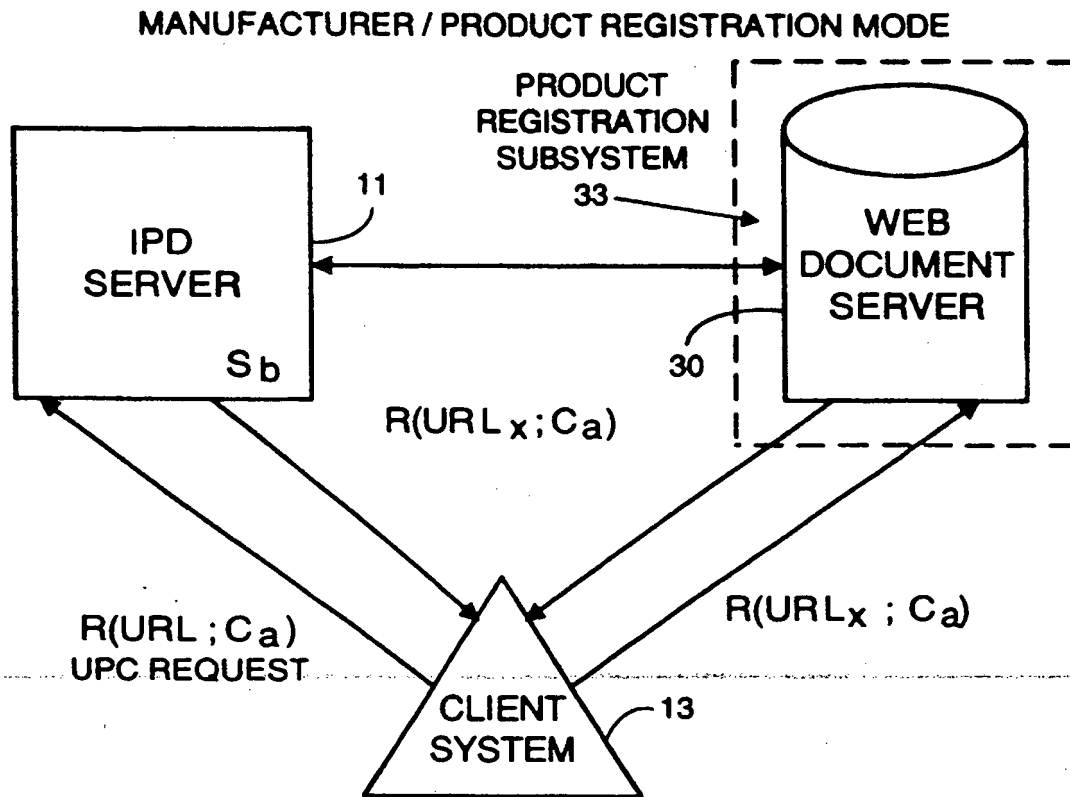 MANUFACTURER / PRODUCT REGISTRATION MODE
PRODUCT
REGISTRATION
SUBSYSTEM
33
11
IPD
SERVER
Sb
WEB
DOCUMENT
SERVER
30
R(URLx;Ca)
R(URL;Ca)
UPC REQUEST
R(URLx;Ca)
CLIENT
SYSTEM
13